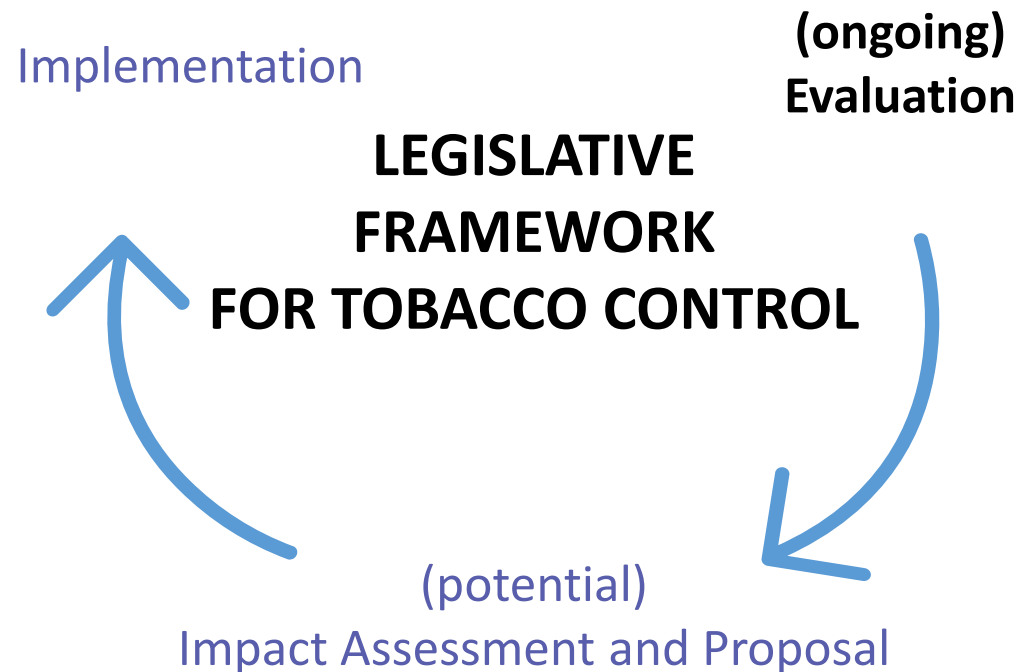 Implementation
(ongoing)
Evaluation
LEGISLATIVE
FRAMEWORK
FOR TOBACCO CONTROL
(potential)
Impact Assessment and Proposal